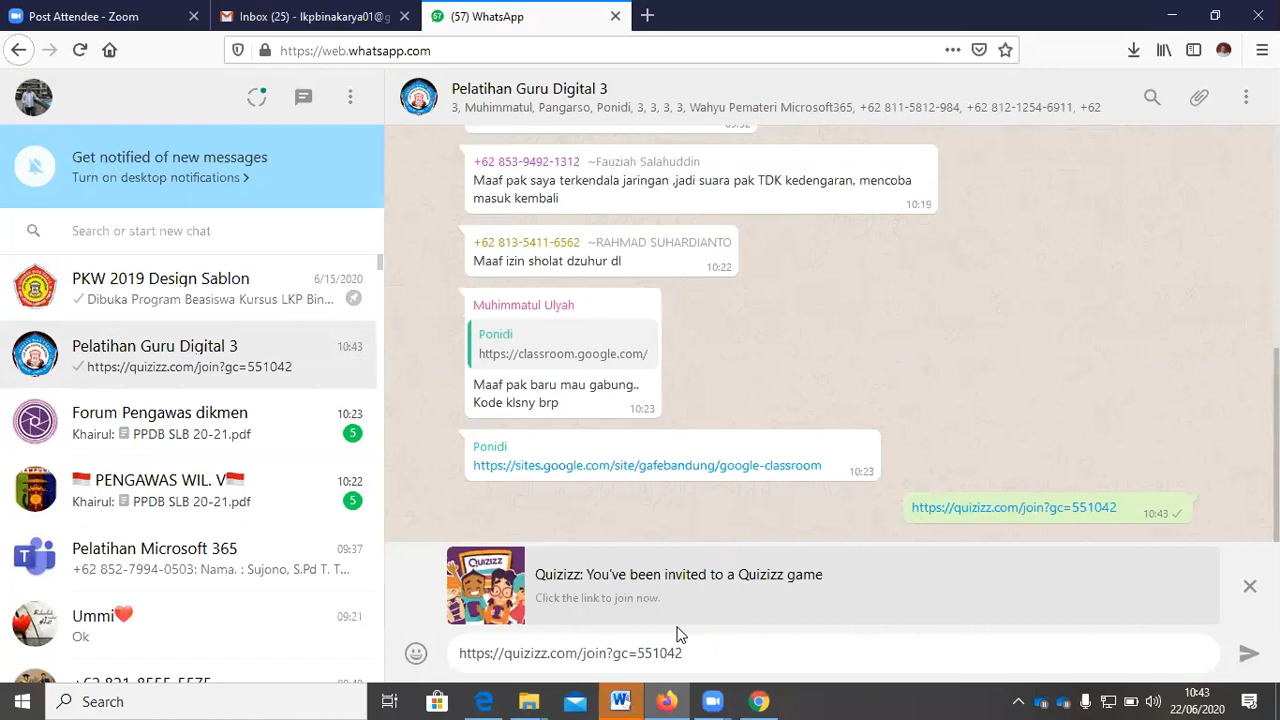 Post Attendee - Zoom
Inbox (25) - lkpbinakarya01@g
(57) WhatsApp
https://web.whatsapp.com
Pelatihan Guru Digital 3
3, Muhimmatul, Pangarso, Ponidi, 3, 3, 3, 3, Wahyu Pemateri Microsoft365, +62 811-5812-984, +62 812-1254-6911, +62
Get notified of new messages
Turn on desktop notifications >
Search or start new chat
PKW 2019 Design Sablon
6/15/2020
Dibuka Program Beasiswa Kursus LKP Bin...
Pelatihan Guru Digital 3
10:43
https://quizizz.com/join?gc=551042
Forum Pengawas dikmen
10:23
Khairul: PPDB SLB 20-21.pdf
5
PENGAWAS WIL. V
10:22
Khairul: PPDB SLB 20-21.pdf
5
Pelatihan Microsoft 365
09:37
+62 852-7994-0503: Nama. : Sujono, S.Pd T. T...
Ummi
09:21
Ok
+62 853-9492-1312 ~Fauziah Salahuddin
Maaf pak saya terkendala jaringan ,jadi suara pak TDK kedengaran, mencoba
masuk kembali
10:19
+62 813-5411-6562 ~RAHMAD SUHARDIANTO
Maaf izin sholat dzuhur dl
10:22
Muhimmatul Ulyah
Ponidi
https://classroom.google.com/
Maaf pak baru mau gabung..
Kode klsny brp
10:23
Ponidi
https://sites.google.com/site/gafebandung/google-classroom
10:23
https://quizizz.com/join?gc=551042
10:43
QUIZIZZ
Quizizz: You've been invited to a Quizizz game
Click the link to join now.
https://quizizz.com/join?gc=551042
Search
10:43
22/06/2020